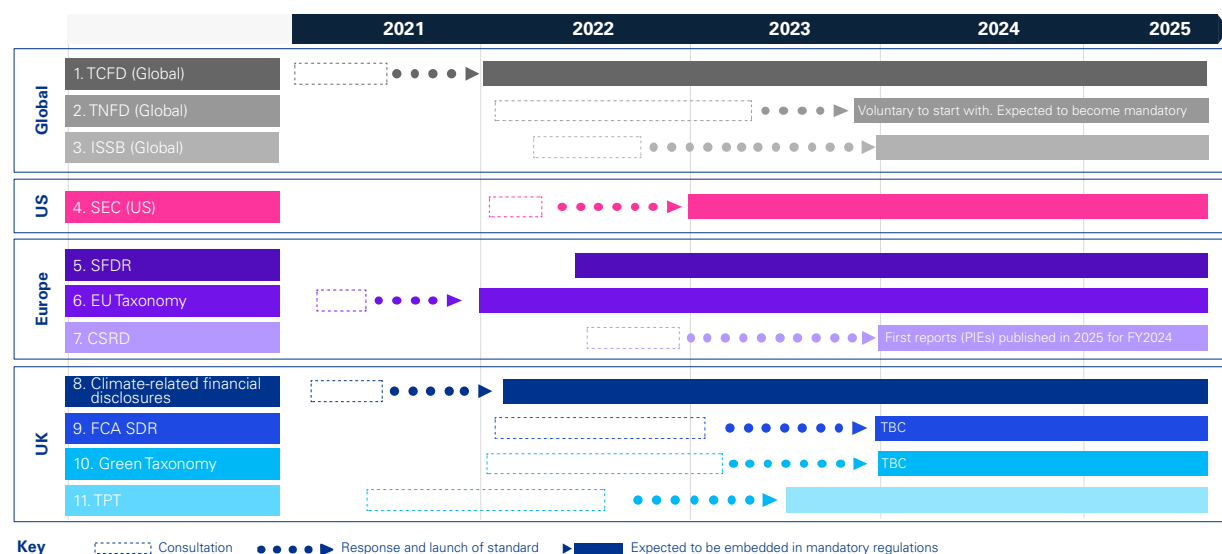 2021 2022 2023 2024 2025
Global
1. TCFD (Global)
2. TNFD (Global) Voluntary to start with. Expected to become mandatory
3. ISSB (Global)
US
4. SEC (US)
Europe
5. SFDR
6. EU Taxonomy
7. CSRD First reports (PIEs) published in 2025 for FY2024
UK
8. Climate-related financial
disclosures
9. FCA SDR TBC
10. Green Taxonomy TBC
11. TPT
Key Consultation Response and launch of standard Expected to be embedded in mandatory regulations